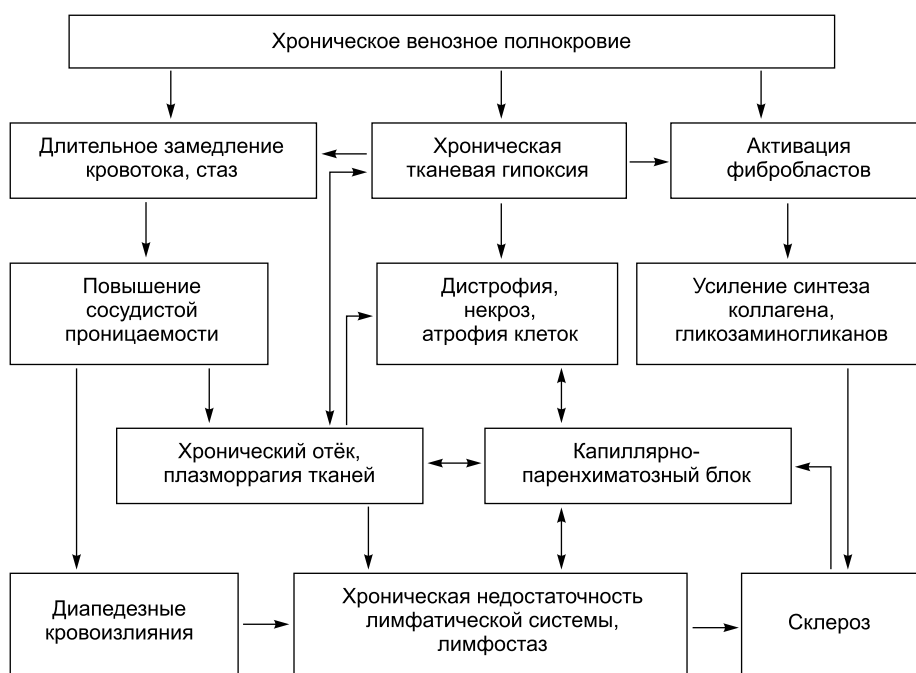 Хроническое венозное полнокровие
Длительное замедление
кровотока, стаз
Хроническая
тканевая гипоксия
Активация
фибробластов
Повышение
сосудистой
проницаемости
Дистрофия,
некроз,
атрофия клеток
Усиление синтеза
коллагена,
гликозаминогликанов
Хронический отёк,
плазморрагия тканей
Капиллярно-
паренхиматозный блок
Диапедезные
кровоизлияния
Хроническая недостаточность
лимфатической системы,
лимфостаз
Склероз